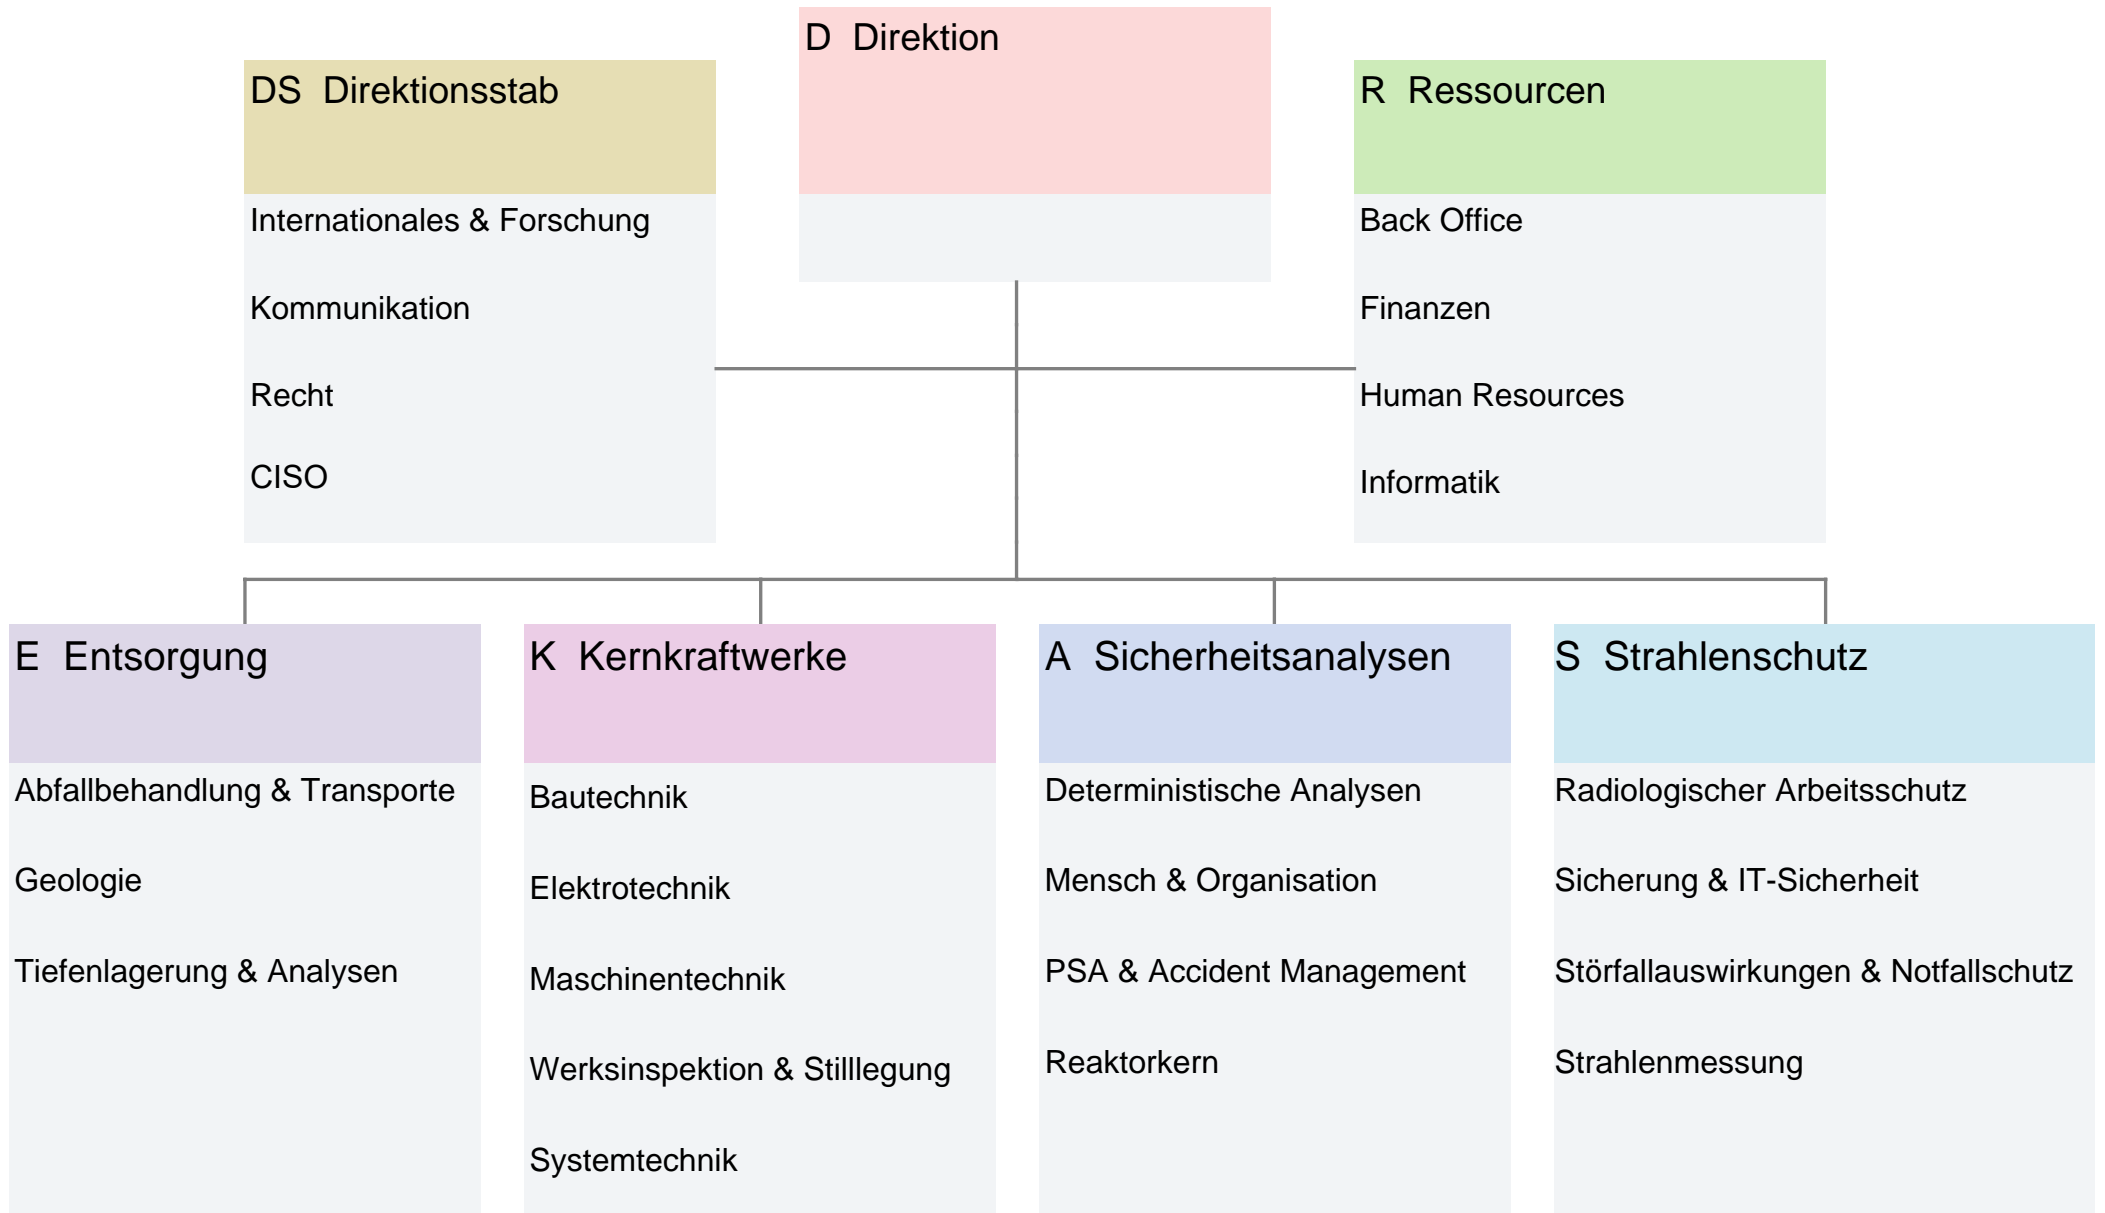 D Direktion
DS Direktionsstab
Internationales & Forschung
Kommunikation
Recht
CISO
R Ressourcen
Back Office
Finanzen
Human Resources
Informatik
E Entsorgung
Abfallbehandlung & Transporte
Geologie
Tiefenlagerung & Analysen
K Kernkraftwerke
Bautechnik
Elektrotechnik
Maschinentechnik
Werksinspektion & Stilllegung
Systemtechnik
A Sicherheitsanalysen
Deterministische Analysen
Mensch & Organisation
PSA & Accident Management
Reaktorkern
S Strahlenschutz
Radiologischer Arbeitsschutz
Sicherung & IT-Sicherheit
Störfallauswirkungen & Notfallschutz
Strahlenmessung